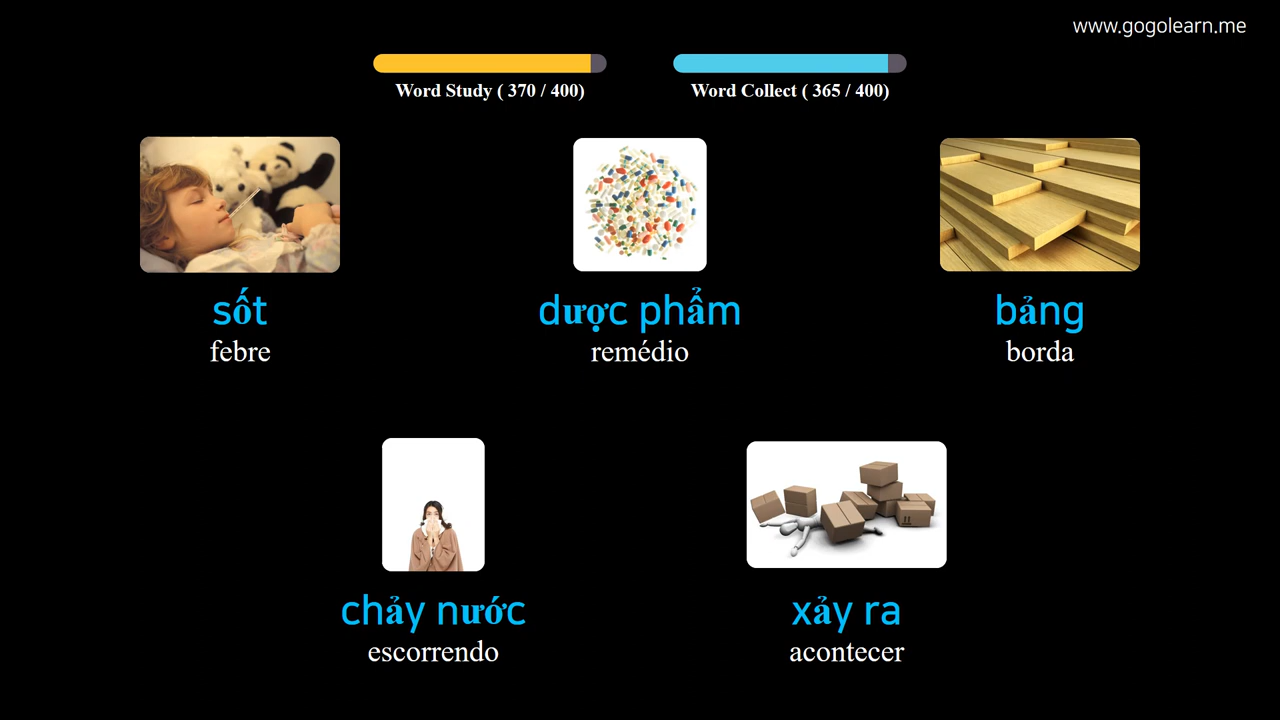 www.gogolearn.me
Word Study ( 370 / 400)
Word Collect ( 365 / 400)
sốt
febre
dược phẩm
remédio
bảng
borda
chảy nước
escorrendo
xảy ra
acontecer